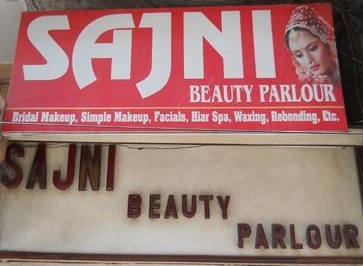 SAJNI
BEAUTY PARLOUR
Bridal Makeup, Simple Makeup, Facials, Hiar Spa, Waxing, Rebonding, Etc.
SAJNI
BEAUTY
PARLOUR